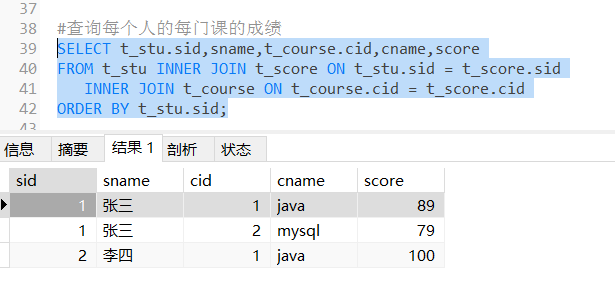 37
38 #查询每个人的每门课的成绩
39 SELECT t_stu.sid,sname,t_course.cid,cname,score
40 FROM t_stu INNER JOIN t_score ON t_stu.sid = t_score.sid
41 INNER JOIN t_course ON t_course.cid = t_score.cid
42 ORDER BY t_stu.sid;
43
信息 摘要 结果 1 剖析 状态
sid sname cid cname score
1 张三 1 java 89
1 张三 2 mysql 79
2 李四 1 java 100